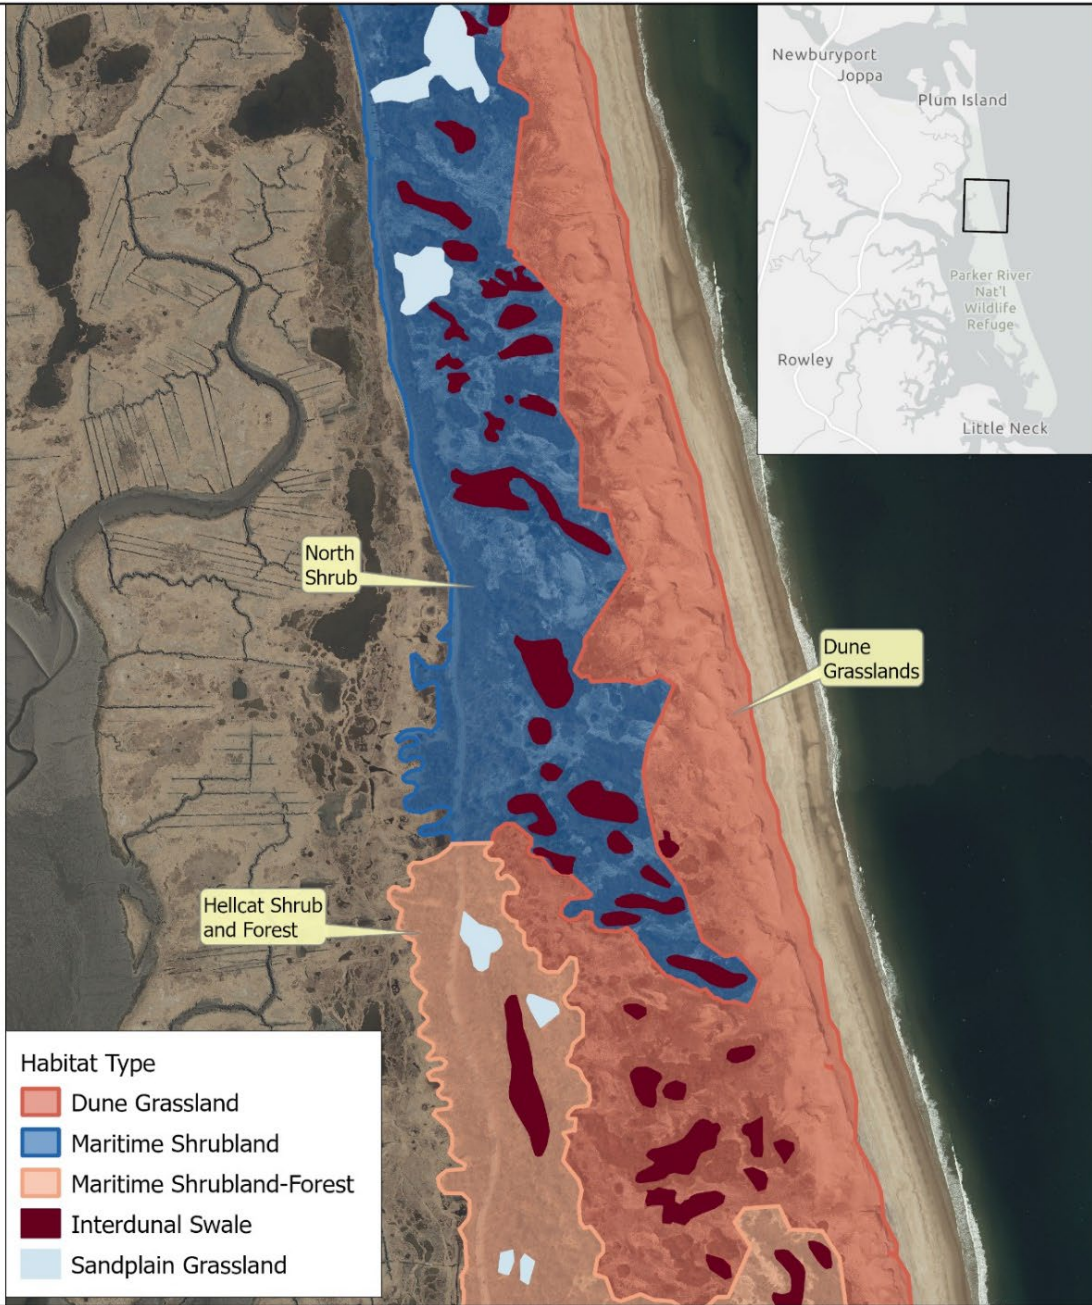 Newburyport
Joppa
Plum Island
Parker River
Nat'l
Wildlife
Refuge
Rowley
Little Neck
North
Shrub
Dune
Grasslands
Hellcat Shrub
and Forest
Habitat Type
Dune Grassland
Maritime Shrubland
Maritime Shrubland-Forest
Interdunal Swale
Sandplain Grassland